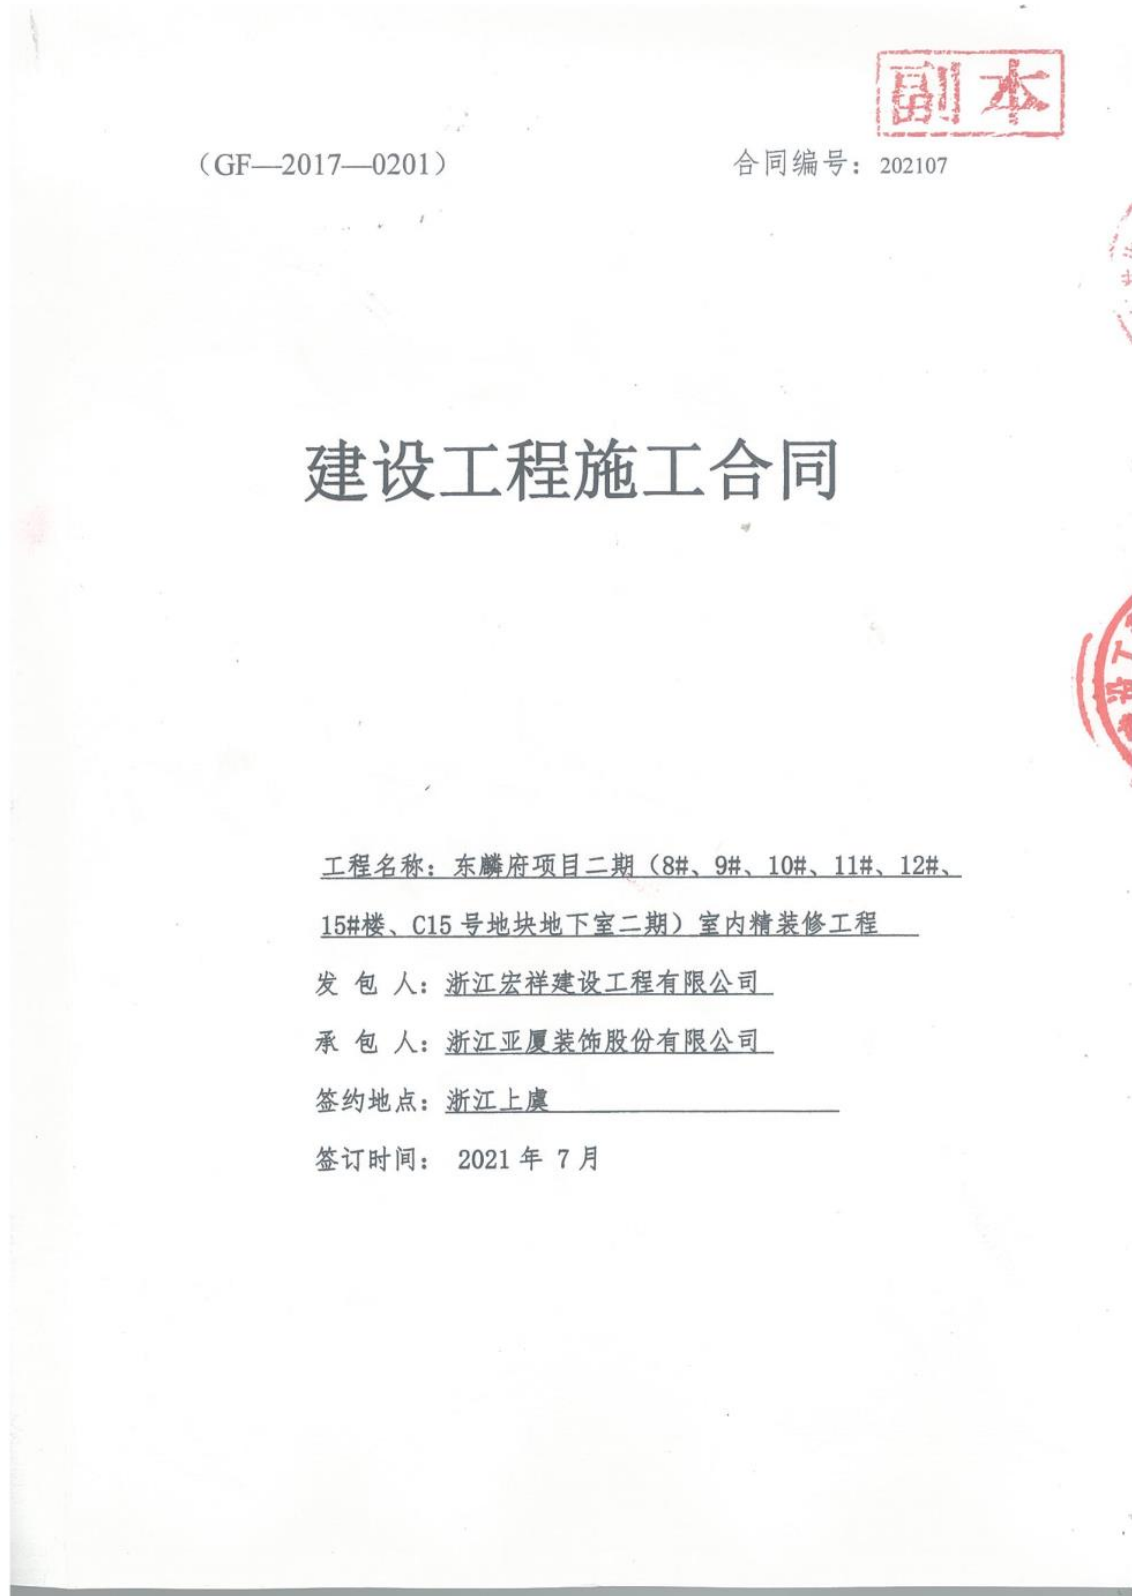 副本
（GF—2017—0201）
合同编号：202107
建设工程施工合同
工程名称：东麟府项目二期（8#、9#、10#、11#、12#、
15#楼、C15号地块地下室二期）室内精装修工程
发 包 人：浙江宏祥建设工程有限公司
承 包 人：浙江亚厦装饰股份有限公司
签约地点：浙江上虞
签订时间： 2021 年 7 月